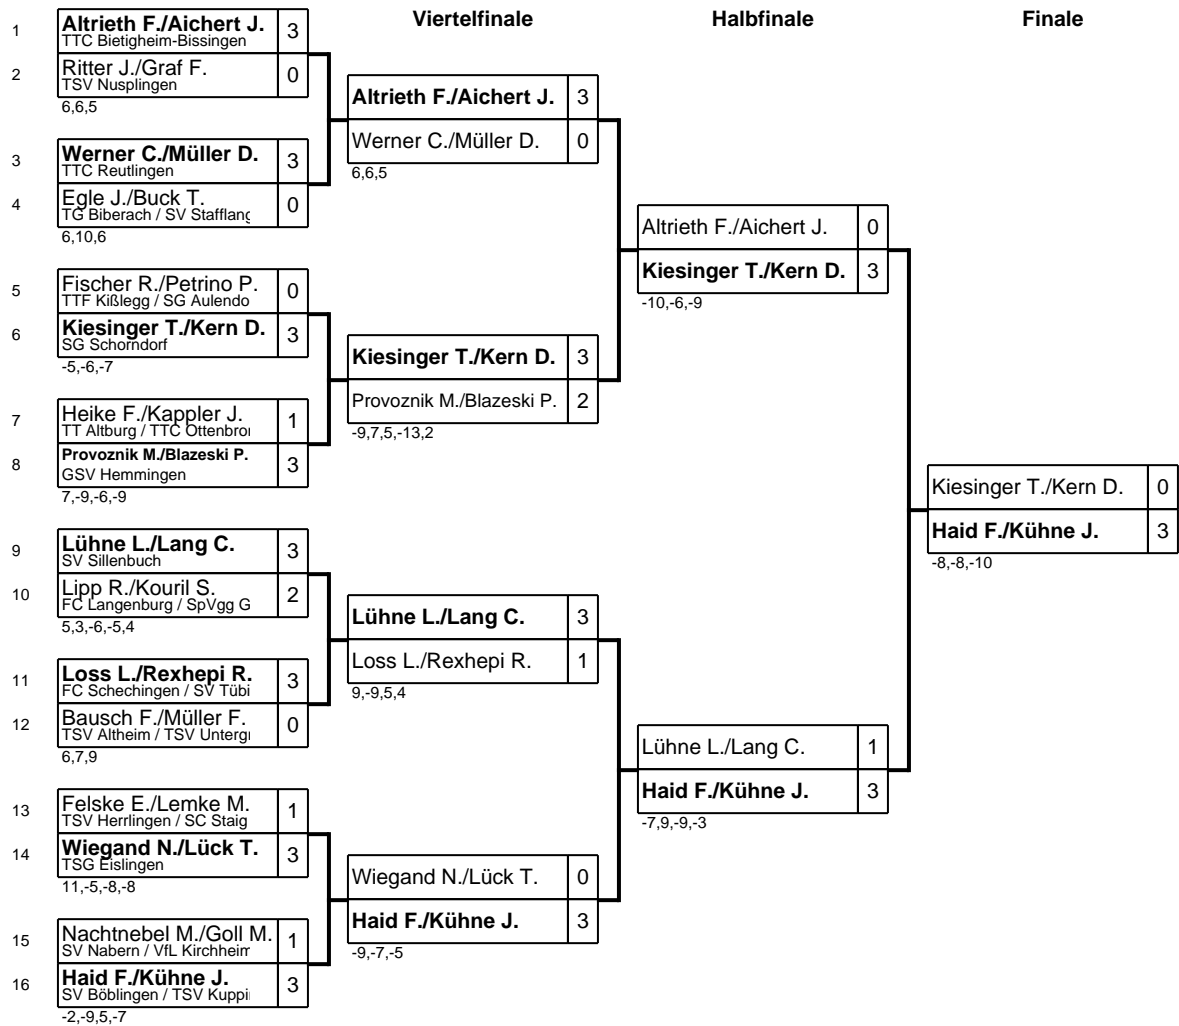 Viertelfinale
Halbfinale
Finale
1
Altrieth F./Aichert J. 3
TTC Bietigheim-Bissingen
2
Ritter J./Graf F. 0
TSV Nusplingen
6,6,5
3
Werner C./Müller D. 3
TTC Reutlingen
4
Egle J./Buck T. 0
TG Biberach / SV Stafflang
6,10,6
5
Fischer R./Petrino P. 0
TTF Kißlegg / SG Aulendo
6
Kiesinger T./Kern D. 3
SG Schorndorf
-5,-6,-7
7
Heike F./Kappler J. 1
TT Altburg / TTC Ottenbro
8
Provoznik M./Blazeski P. 3
GSV Hemmingen
7,-9,-6,-9
9
Lühne L./Lang C. 3
SV Sillenbuch
10
Lipp R./Kouril S. 2
FC Langenburg / SpVgg G
5,3,-6,-5,4
11
Loss L./Rexhepi R. 3
FC Schechingen / SV Tübi
12
Bausch F./Müller F. 0
TSV Altheim / TSV Unterg
6,7,9
13
Felske E./Lemke M. 1
TSV Herrlingen / SC Staig
14
Wiegand N./Lück T. 3
TSG Eislingen
11,-5,-8,-8
15
Nachtnebel M./Goll M. 1
SV Nabern / VfL Kirchheim
16
Haid F./Kühne J. 3
SV Böblingen / TSV Kuppi
-2,-9,5,-7
Altrieth F./Aichert J. 3
Werner C./Müller D. 0
6,6,5
Kiesinger T./Kern D. 3
Provoznik M./Blazeski P. 2
-9,7,5,-13,2
Lühne L./Lang C. 3
Loss L./Rexhepi R. 1
9,-9,5,4
Wiegand N./Lück T. 0
Haid F./Kühne J. 3
-9,-7,-5
Altrieth F./Aichert J. 0
Kiesinger T./Kern D. 3
-10,-6,-9
Lühne L./Lang C. 1
Haid F./Kühne J. 3
-7,9,-9,-3
Kiesinger T./Kern D. 0
Haid F./Kühne J. 3
-8,-8,-10